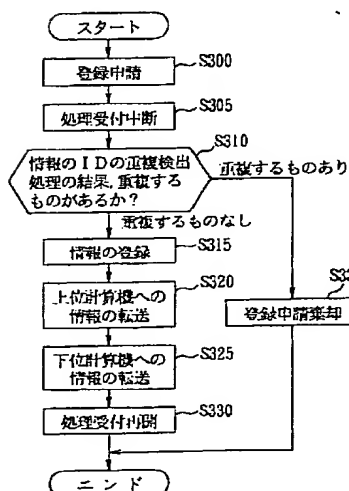 スタート
S300
登録申請
S305
処理受付中断
S310
情報のIDの重複検出
処理の結果,重複する
ものがあるか?
重複するものあり
重複するものなし
S315
情報の登録
S320
上位計算機への
情報の転送
登録申請棄却
S325
下位計算機への
情報の転送
S330
処理受付再開
エンド